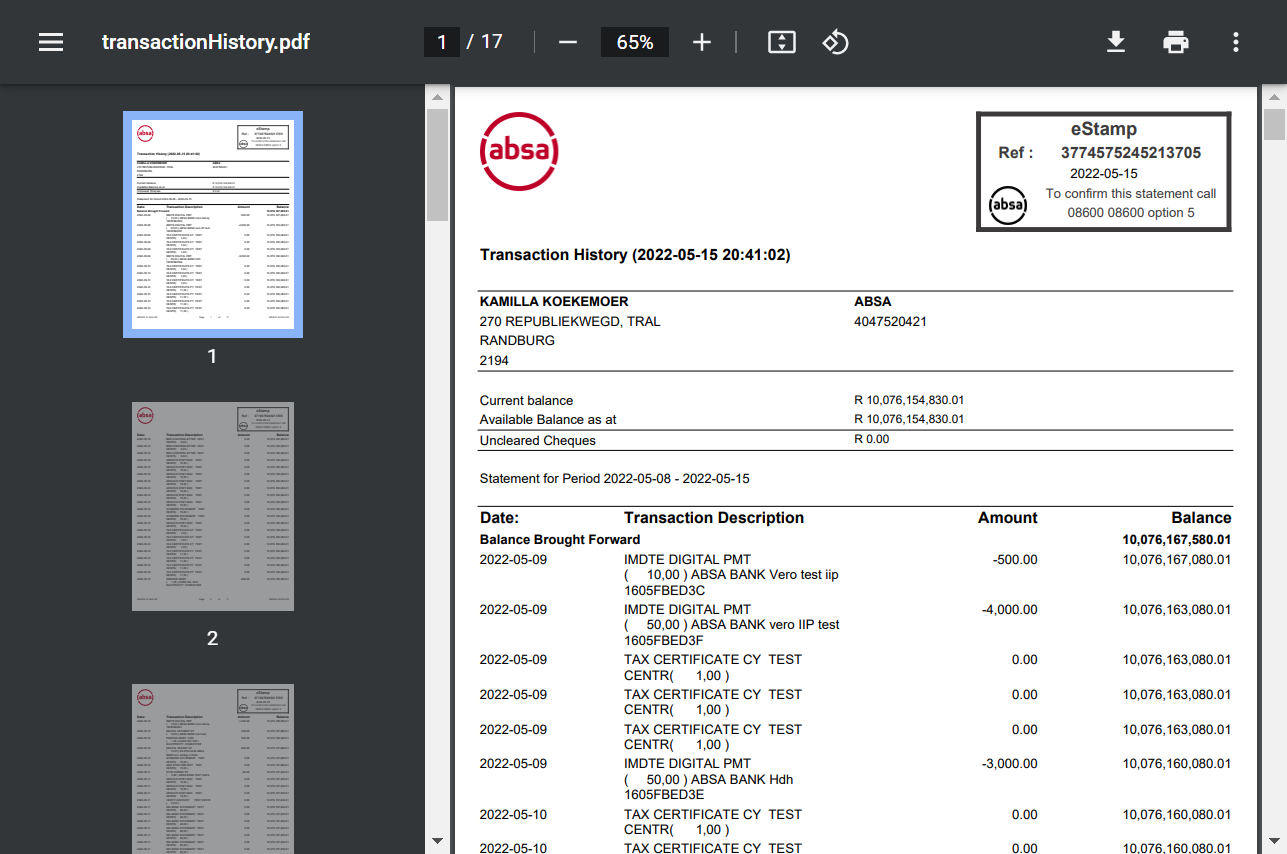 transactionHistory.pdf
1 / 17
65%
absa
eStamp
Ref : 3774575245213705
2022-05-15
absa
To confirm this statement call
08600 08600 option 5
Transaction History (2022-05-15 20:41:02)
KAMILLA KOEKEMOER ABSA
270 REPUBLIEKWEGD, TRAL 4047520421
RANDBURG
2194
Current balance R 10,076,154,830.01
Available Balance as at R 10,076,154,830.01
Uncleared Cheques R 0.00
Statement for Period 2022-05-08 - 2022-05-15
Date: Transaction Description Amount Balance
Balance Brought Forward 10,076,167,580.01
2022-05-09 IMDTE DIGITAL PMT -500.00 10,076,167,080.01
( 10,00 ) ABSA BANK Vero test iip
1605FBED3C
2022-05-09 IMDTE DIGITAL PMT -4,000.00 10,076,163,080.01
( 50,00 ) ABSA BANK vero IIP test
1605FBED3F
2022-05-09 TAX CERTIFICATE CY TEST 0.00 10,076,163,080.01
CENTR( 1,00 )
2022-05-09 TAX CERTIFICATE CY TEST 0.00 10,076,163,080.01
CENTR( 1,00 )
2022-05-09 TAX CERTIFICATE CY TEST 0.00 10,076,163,080.01
CENTR( 1,00 )
2022-05-09 IMDTE DIGITAL PMT -3,000.00 10,076,160,080.01
( 50,00 ) ABSA BANK Hdh
1605FBED3E
2022-05-10 TAX CERTIFICATE CY TEST 0.00 10,076,160,080.01
CENTR( 1,00 )
2022-05-10 TAX CERTIFICATE CY TEST 0.00 10,076,160,080.01
1
2